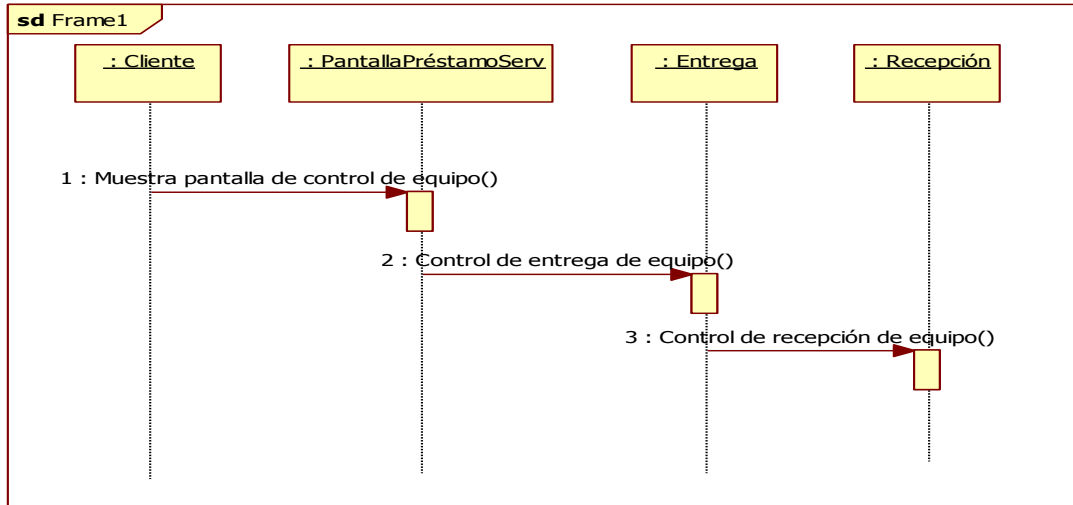 sd Frame1
: Cliente
: PantallaPréstamoServ
: Entrega
: Recepción
1 : Muestra pantalla de control de equipo()
2 : Control de entrega de equipo()
3 : Control de recepción de equipo()